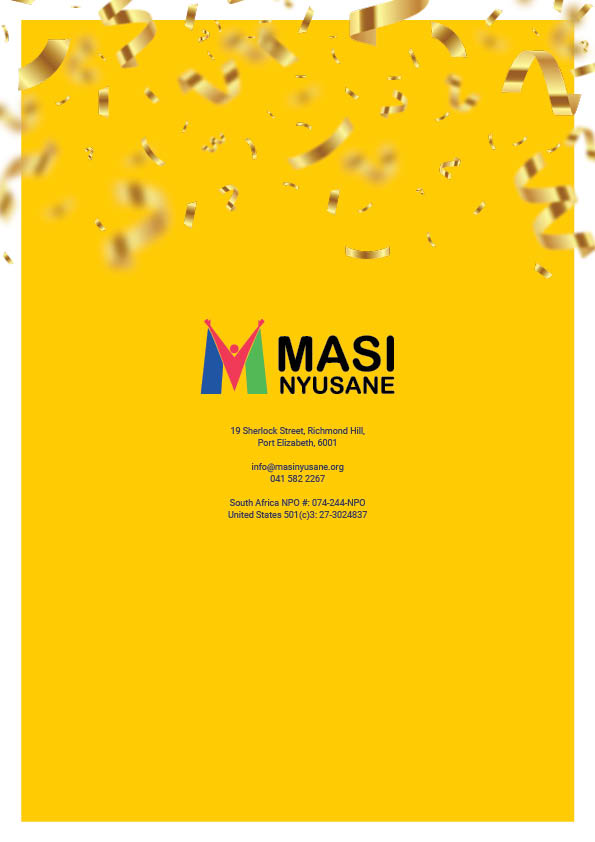 MASI
NYUSANE
19 Sherlock Street, Richmond Hill,
Port Elizabeth, 6001
info@masinyusane.org
041 582 2267
South Africa NPO #: 074-244-NPO
United States 501(c)3: 27-3024837